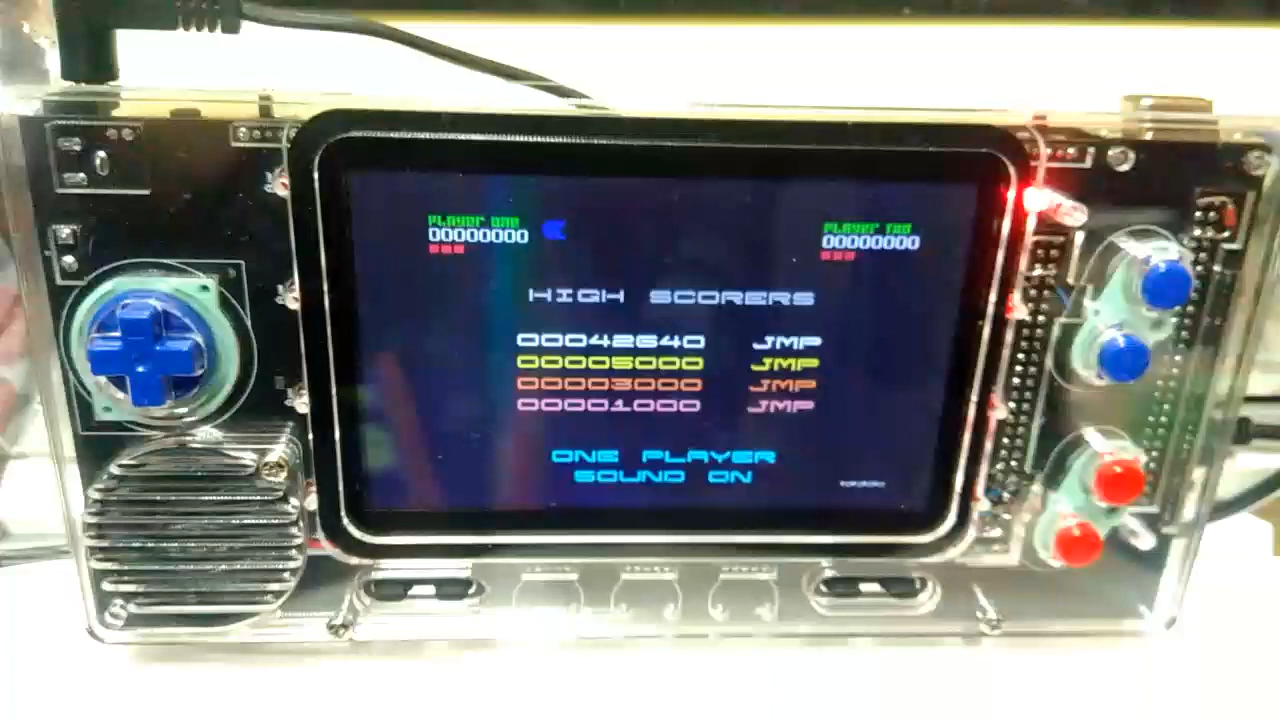 PLAYER ONE
00000000
PLAYER TWO
00000000
HIGH SCORERS
00042640 JMP
00005000 JMP
00003000 JMP
00001000 JMP
ONE PLAYER
SOUND ON